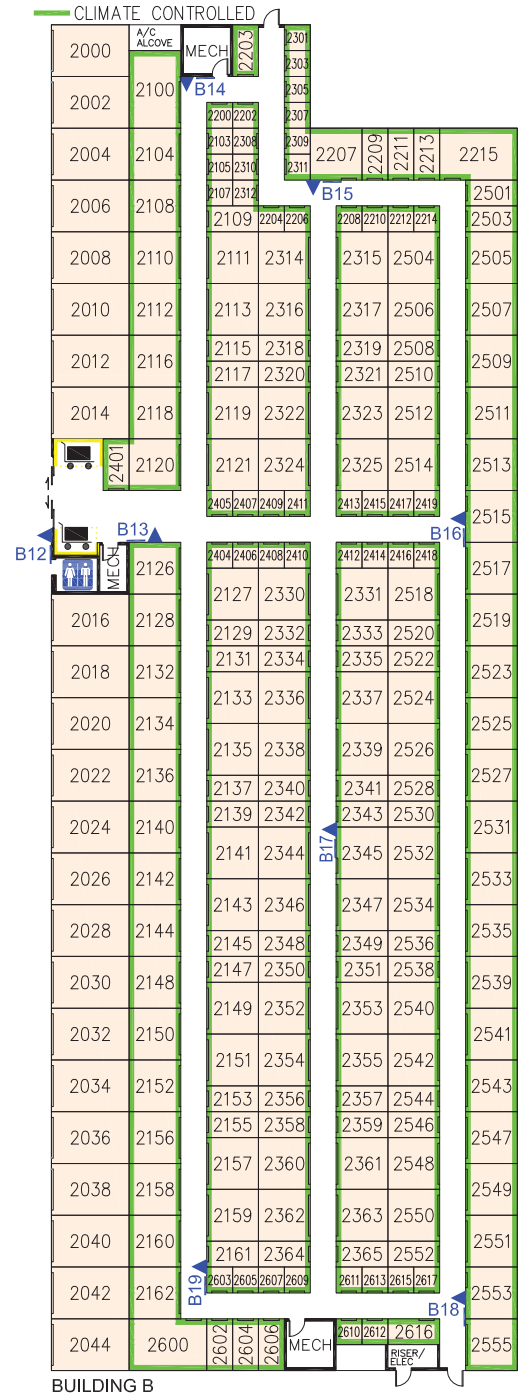 CLIMATE CONTROLLED
2000 A/C ALCOVE MECH 2203 2301
2303
2002 2100 B14 2305
2200 2202 2307
2004 2104 2103 2308 2309 2207 2209 2211 2213 2215
2105 2310 2311
2006 2108 2107 2312 B15 2501
2109 2204 2206 2208 2210 2212 2214 2503
2008 2110 2111 2314 2315 2504 2505
2010 2112 2113 2316 2317 2506 2507
2012 2116 2115 2318 2319 2508 2509
2117 2320 2321 2510
2014 2118 2119 2322 2323 2512 2511
2401 2120 2121 2324 2325 2514 2513
2405 2407 2409 2411 2413 2415 2417 2419 2515
B12 B13 B16
MECH 2126 2404 2406 2408 2410 2412 2414 2416 2418 2517
2127 2330 2331 2518
2016 2128 2129 2332 2333 2520 2519
2018 2132 2131 2334 2335 2522 2523
2020 2134 2133 2336 2337 2524 2525
2022 2136 2135 2338 2339 2526 2527
2137 2340 2341 2528
2024 2140 2139 2342 2343 2530 2531
B17
2026 2142 2141 2344 2345 2532 2533
2028 2144 2143 2346 2347 2534 2535
2145 2348 2349 2536
2030 2148 2147 2350 2351 2538 2539
2032 2150 2149 2352 2353 2540 2541
2034 2152 2151 2354 2355 2542 2543
2153 2356 2357 2544
2036 2156 2155 2358 2359 2546 2547
2038 2158 2157 2360 2361 2548 2549
2040 2160 2159 2362 2363 2550 2551
2161 2364 2365 2552
2042 2162 B19 2603 2605 2607 2609 2611 2613 2615 2617 B18 2553
2044 2600 2602 2604 2606 MECH 2610 2612 2616 2555
RISER/
ELEC
BUILDING B